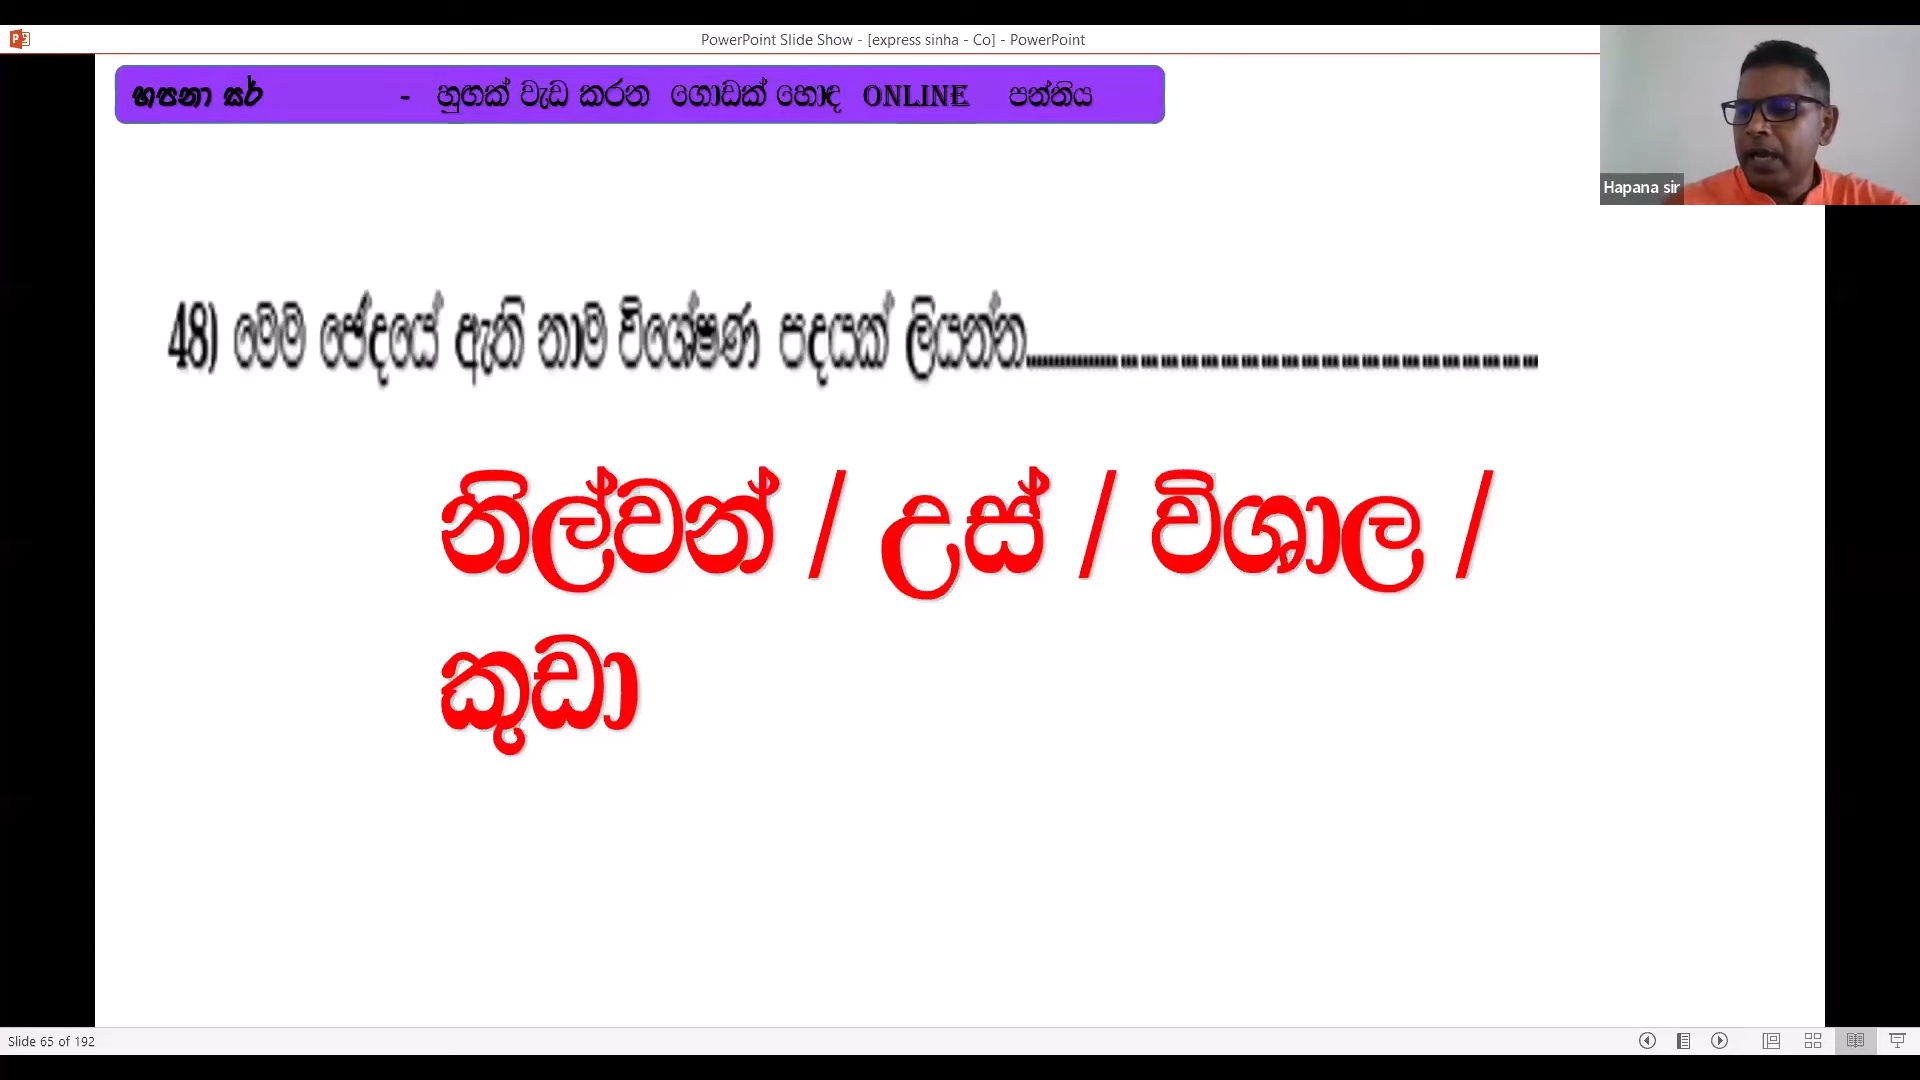 PowerPoint Slide Show - [express sinha - Co] - PowerPoint
හපනා සර් - හුඟක් වැඩ කරන ගොඩක් හොඳ ONLINE පන්තිය
Hapana sir
48) මෙම ඡේදයේ ඇති නාම විශේෂණ පදයක් ලියන්න................................................
නිල්වන් / උස් / විශාල /
කුඩා
Slide 65 of 192